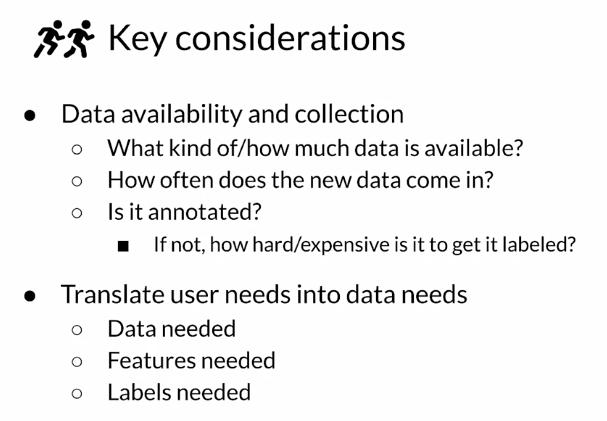 Key considerations
● Data availability and collection
○ What kind of/how much data is available?
○ How often does the new data come in?
○ Is it annotated?
■ If not, how hard/expensive is it to get it labeled?
● Translate user needs into data needs
○ Data needed
○ Features needed
○ Labels needed